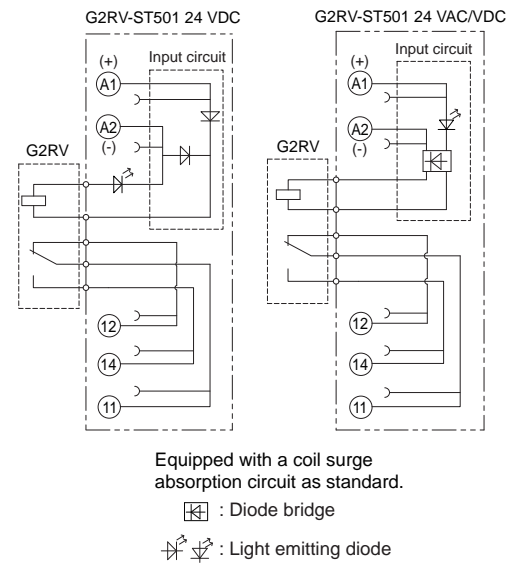 G2RV-ST501 24 VDC
Input circuit
(+)
A1
A2
(-)
G2RV
12
14
11
G2RV-ST501 24 VAC/VDC
Input circuit
(+)
A1
A2
(-)
G2RV
12
14
11
Equipped with a coil surge
absorption circuit as standard.
: Diode bridge
: Light emitting diode